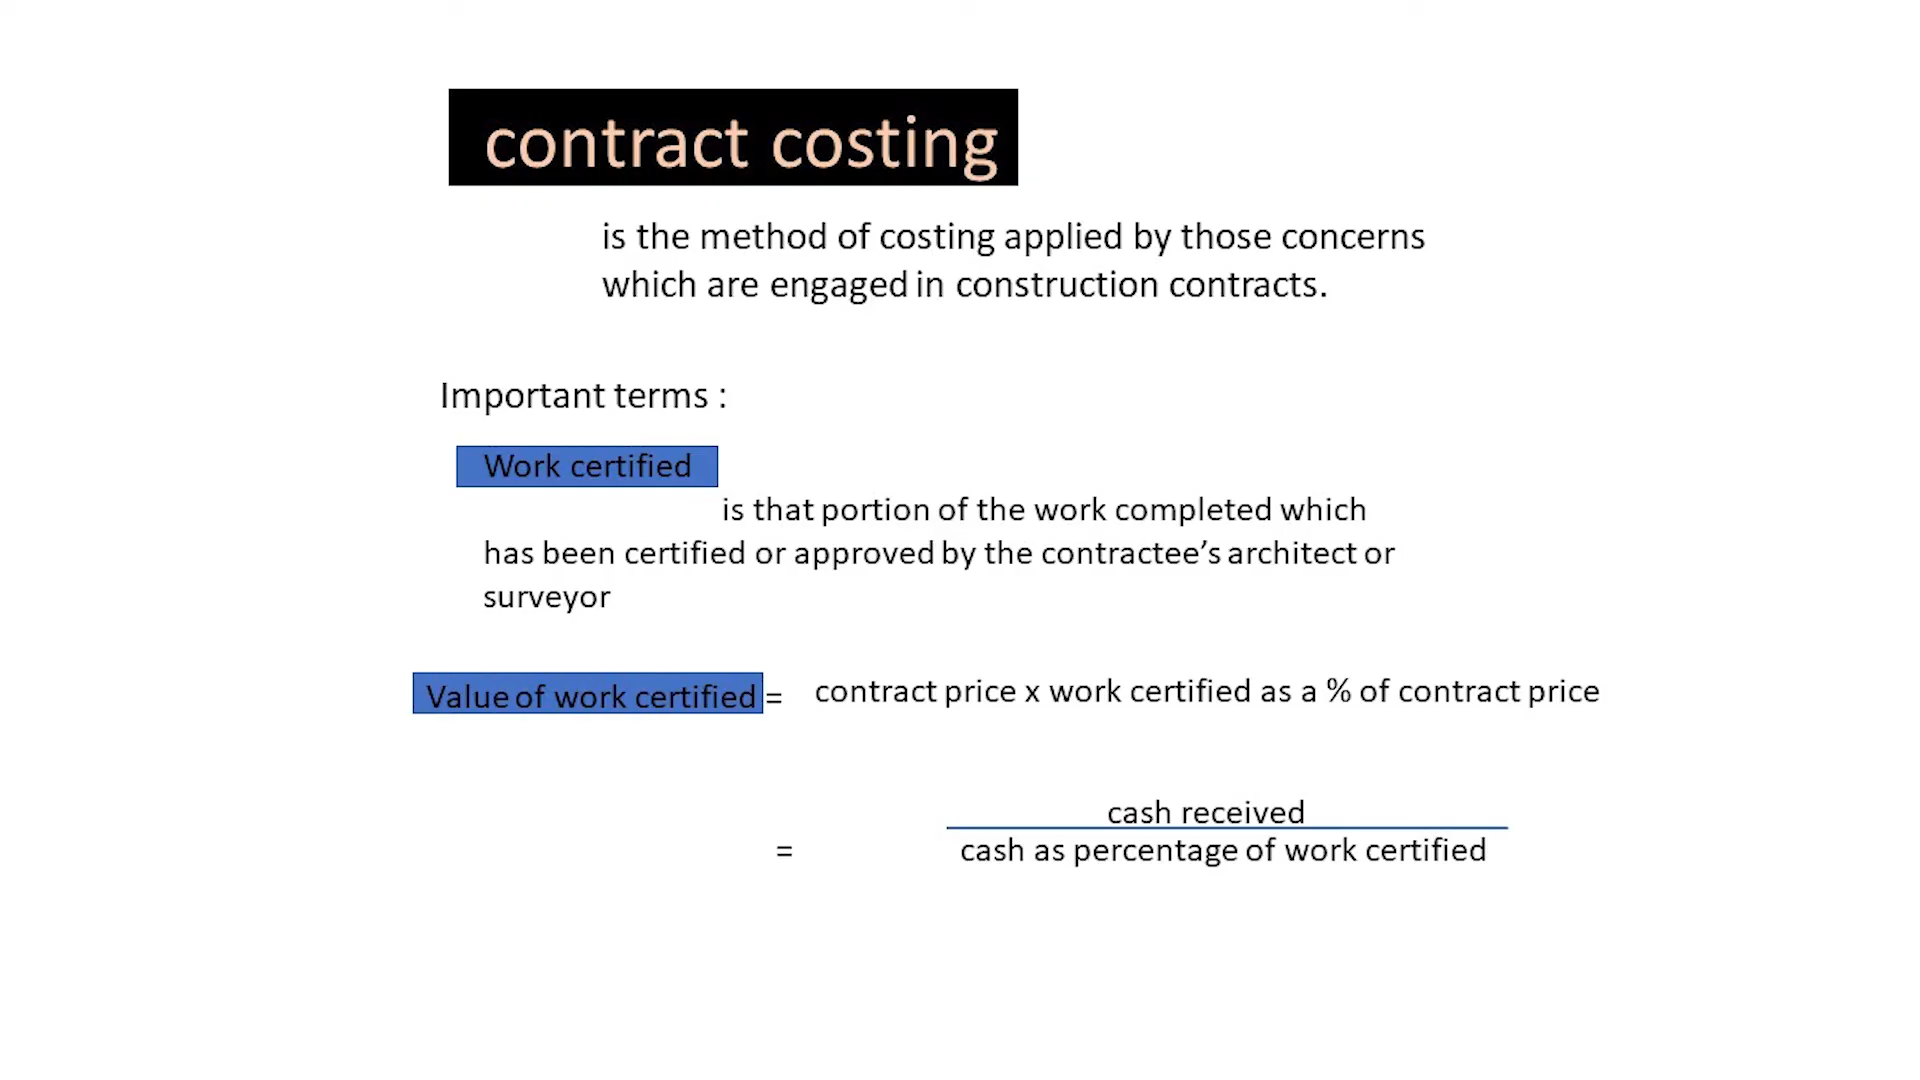 contract costing
is the method of costing applied by those concerns
which are engaged in construction contracts.
Important terms :
Work certified
is that portion of the work completed which
has been certified or approved by the contractee’s architect or
surveyor
Value of work certified = contract price x work certified as a % of contract price
cash received
= cash as percentage of work certified